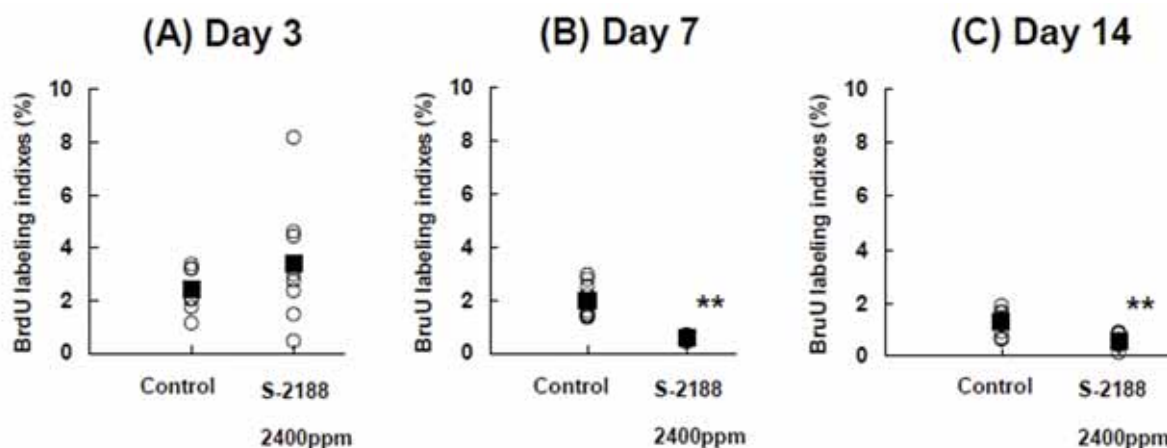 (A) Day 3
(B) Day 7
(C) Day 14
BrdU labeling indixes (%)
10
8
6
4
2
0
Control
S-2188
2400ppm
BruU labeling indixes (%)
10
8
6
4
2
0
**
Control
S-2188
2400ppm
BruU labeling indixes (%)
10
8
6
4
2
0
**
Control
S-2188
2400ppm